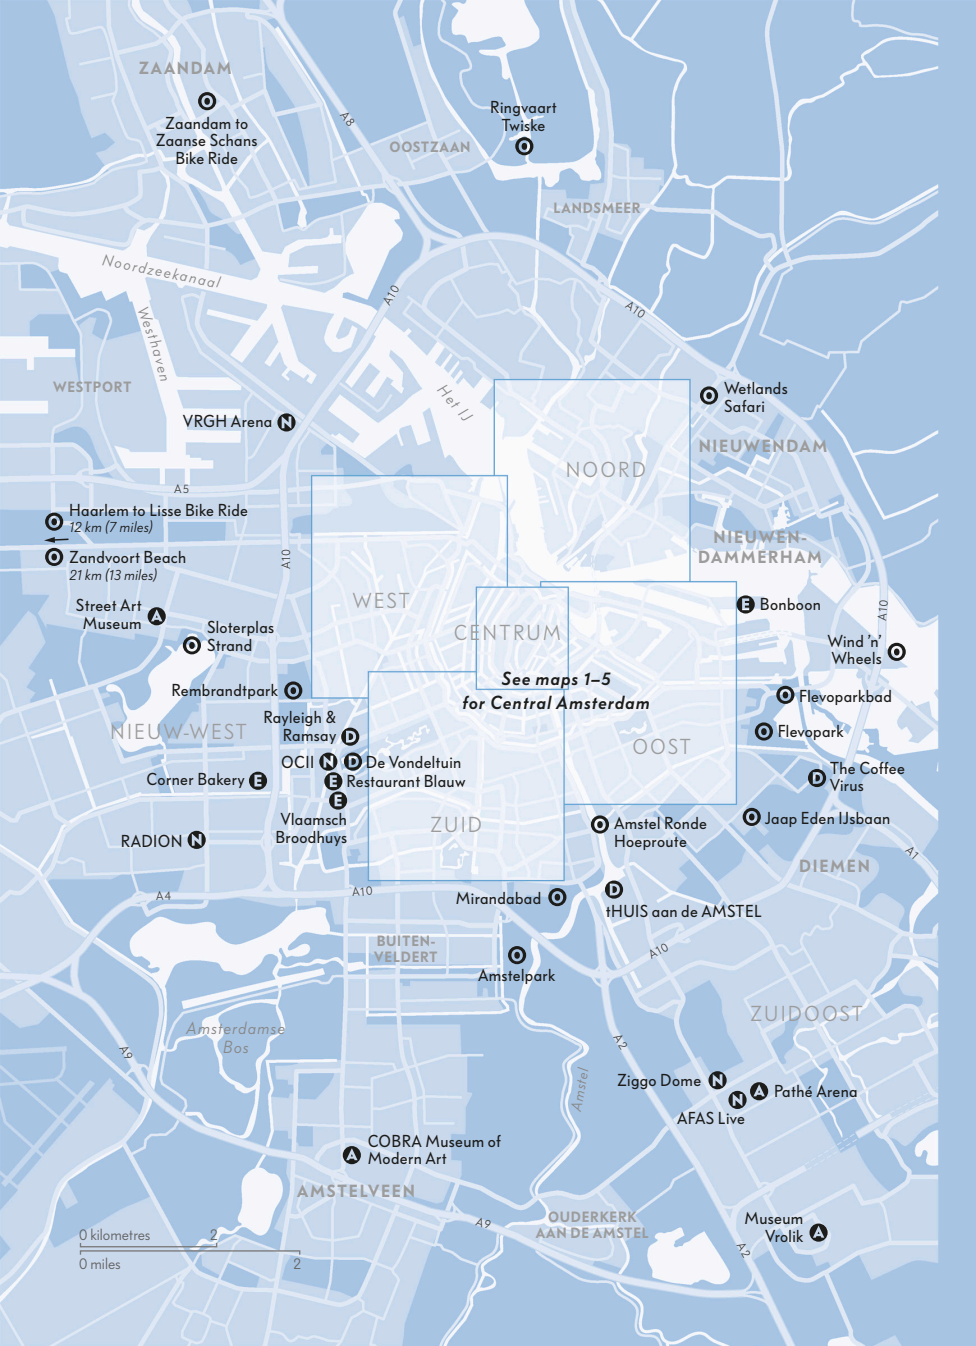 ZAANDAM
O
Zaandam to
Zaanse Schans
Bike Ride
A8
Ringvaart
Twiske
O
OOSTZAAN
LANDSMEER
Noordzeekanaal
Westhaven
A10
A10
WESTPORT
Het IJ
VRGH Arena N
O Wetlands
Safari
NIEUWENDAM
NOORD
A5
O Haarlem to Lisse Bike Ride
12 km (7 miles)
O Zandvoort Beach
21 km (13 miles)
A10
NIEUWEN-
DAMMERHAM
WEST
Street Art
Museum A
E Bonboon
A10
O Sloterplas
Strand
CENTRUM
Wind 'n'
Wheels O
See maps 1–5
for Central Amsterdam
Rembrandtpark O
O Flevoparkbad
Rayleigh &
Ramsay D
NIEUW-WEST
O Flevopark
OOST
OCII N
D De Vondeltuin
Corner Bakery E
E Restaurant Blauw
D The Coffee
Virus
E
Vlaamsch
Broodhuys
ZUID
O Amstel Ronde
Hoeproute
O Jaap Eden IJsbaan
RADION N
A1
DIEMEN
A4
A10
Mirandabad O
D
tHUIS aan de AMSTEL
BUITEN-
VELDERT
A10
O
Amstelpark
ZUIDOOST
Amsterdamse
Bos
A9
A2
Amstel
Ziggo Dome N
N
AFAS Live
A Pathé Arena
A COBRA Museum of
Modern Art
AMSTELVEEN
A9
OUDERKERK
AAN DE AMSTEL
Museum
Vrolik A
A2
0 kilometres 2
0 miles 2